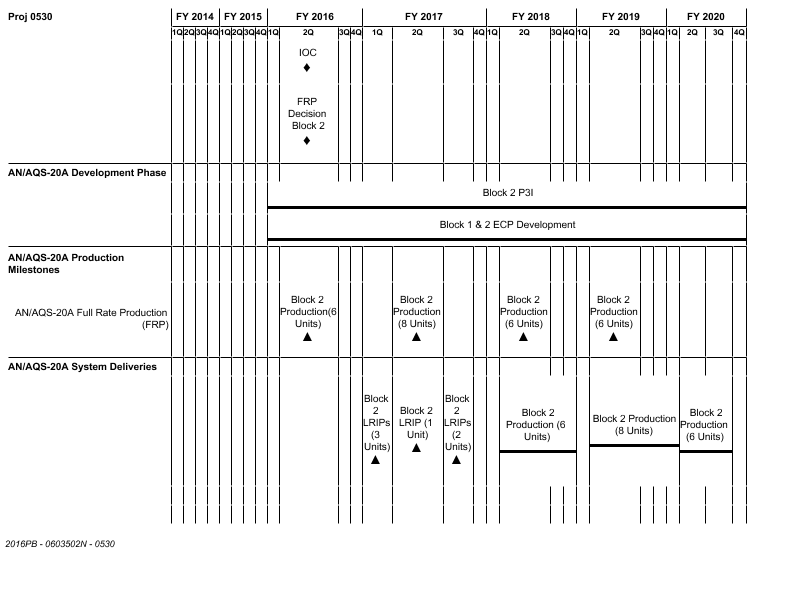 Proj 0530
FY 2014 FY 2015 FY 2016 FY 2017 FY 2018 FY 2019 FY 2020
1Q 2Q 3Q 4Q 1Q 2Q 3Q 4Q 1Q 2Q 3Q 4Q 1Q 2Q 3Q 4Q 1Q 2Q 3Q 4Q 1Q 2Q 3Q 4Q 1Q 2Q 3Q 4Q
IOC
FRP
Decision
Block 2
AN/AQS-20A Development Phase
Block 2 P3I
Block 1 & 2 ECP Development
AN/AQS-20A Production
Milestones
AN/AQS-20A Full Rate Production
(FRP)
Block 2
Production(6
Units)
Block 2
Production
(8 Units)
Block 2
Production
(6 Units)
Block 2
Production
(6 Units)
AN/AQS-20A System Deliveries
Block
2
LRIPs
(3
Units)
Block 2
LRIP (1
Unit)
Block
2
LRIPs
(2
Units)
Block 2
Production (6
Units)
Block 2 Production
(8 Units)
Block 2
Production
(6 Units)
2016PB - 0603502N - 0530